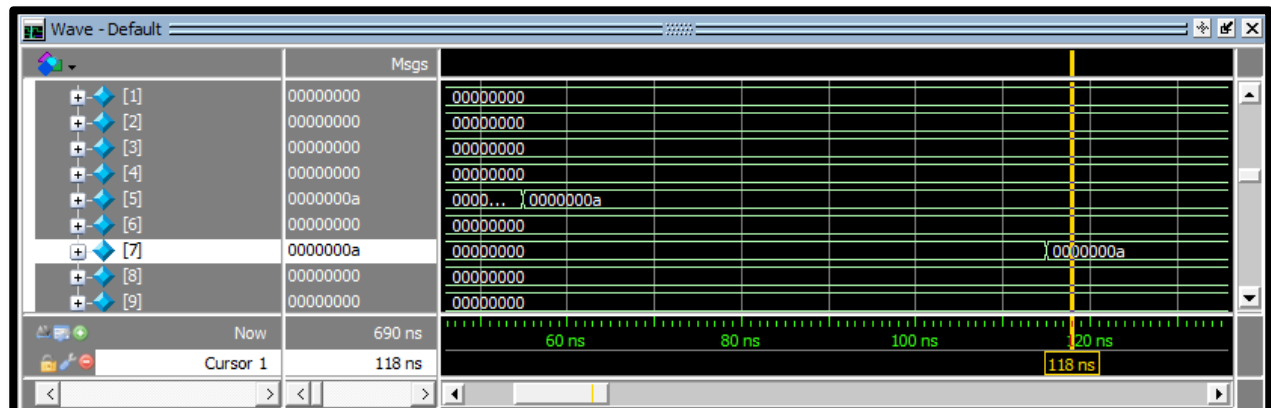 Wave - Default
Msgs
[1] 00000000 00000000
[2] 00000000 00000000
[3] 00000000 00000000
[4] 00000000 00000000
[5] 0000000a 0000... 0000000a
[6] 00000000 00000000
[7] 0000000a 00000000 0000000a
[8] 00000000 00000000
[9] 00000000 00000000
Now 690 ns 60 ns 80 ns 100 ns 120 ns
Cursor 1 118 ns 118 ns